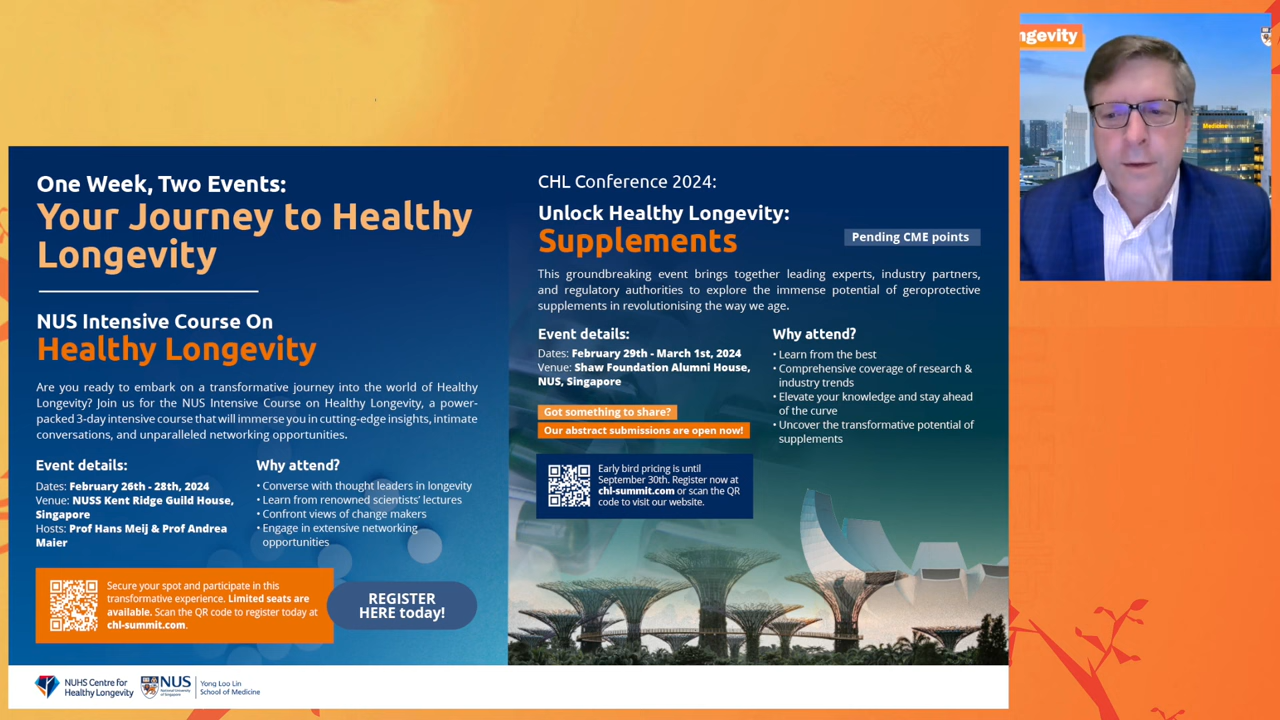 One Week, Two Events:
Your Journey to Healthy
Longevity
NUS Intensive Course On
Healthy Longevity
Are you ready to embark on a transformative journey into the world of Healthy
Longevity? Join us for the NUS Intensive Course on Healthy Longevity, a power-
packed 3-day intensive course that will immerse you in cutting-edge insights, intimate
conversations, and unparalleled networking opportunities.
Event details:
Dates: February 26th - 28th, 2024
Venue: NUSS Kent Ridge Guild House,
Singapore
Hosts: Prof Hans Meij & Prof Andrea
Maier
Why attend?
• Converse with thought leaders in longevity
• Learn from renowned scientists' lectures
• Confront views of change makers
• Engage in extensive networking
opportunities
Secure your spot and participate in this
transformative experience. Limited seats are
available. Scan the QR code to register today at
chl-summit.com.
REGISTER
HERE today!
CHL Conference 2024:
Unlock Healthy Longevity:
Supplements
Pending CME points
This groundbreaking event brings together leading experts, industry partners,
and regulatory authorities to explore the immense potential of geroprotective
supplements in revolutionising the way we age.
Event details:
Dates: February 29th - March 1st, 2024
Venue: Shaw Foundation Alumni House,
NUS, Singapore
Got something to share?
Our abstract submissions are open now!
Why attend?
• Learn from the best
• Comprehensive coverage of research &
industry trends
• Elevate your knowledge and stay ahead
of the curve
• Uncover the transformative potential of
supplements
Early bird pricing is until
September 30th. Register now at
chl-summit.com or scan the QR
code to visit our website.
NUHS Centre for
Healthy Longevity
NUS
National University
of Singapore
Yong Loo Lin
School of Medicine
ngevity
Medicine